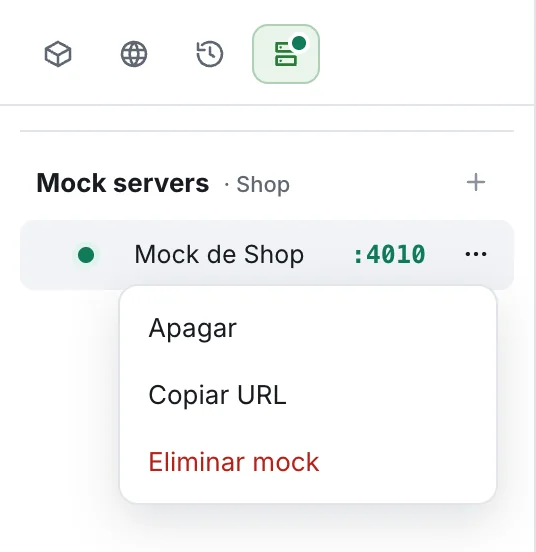 Mock servers · Shop
Mock de Shop :4010
Apagar
Copiar URL
Eliminar mock